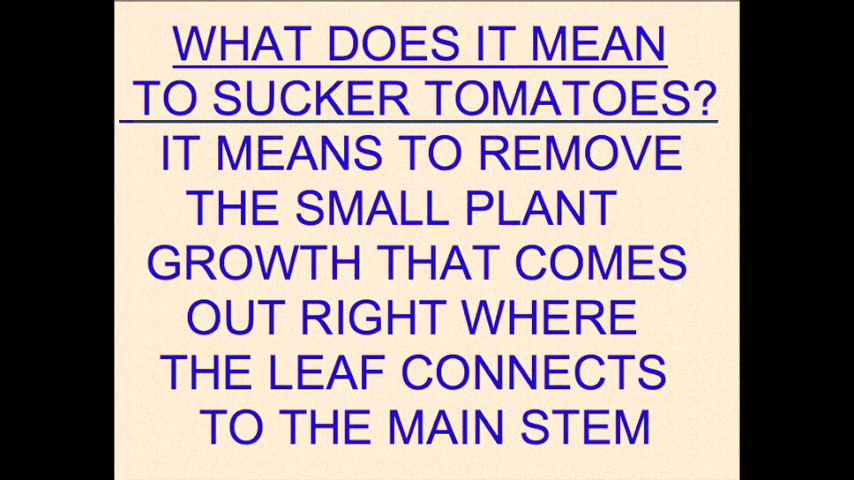 WHAT DOES IT MEAN
TO SUCKER TOMATOES?
IT MEANS TO REMOVE
THE SMALL PLANT
GROWTH THAT COMES
OUT RIGHT WHERE
THE LEAF CONNECTS
TO THE MAIN STEM